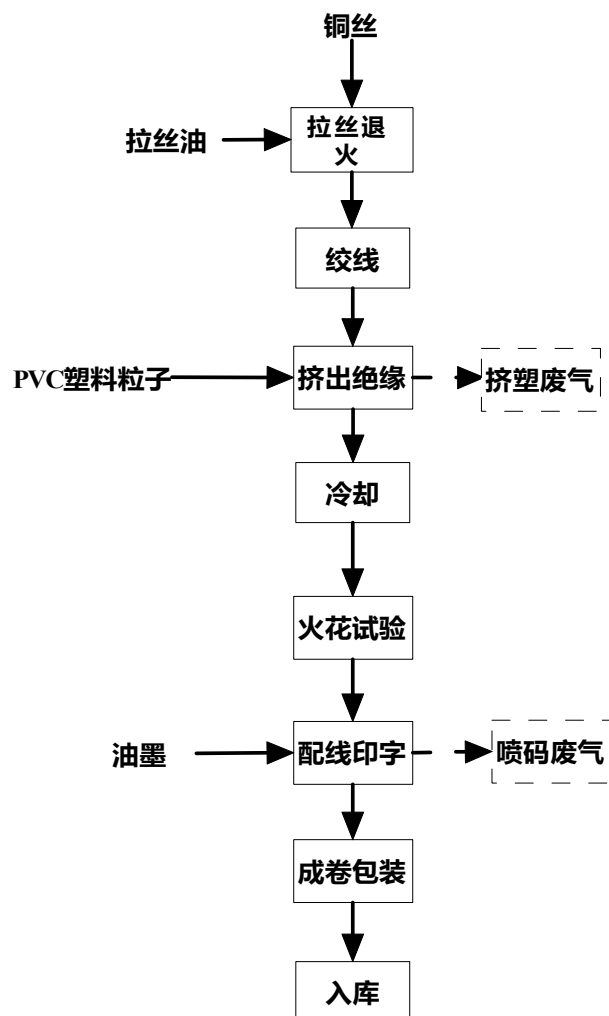 铜丝
拉丝油
拉丝退
火
绞线
PVC塑料粒子
挤出绝缘
挤塑废气
冷却
火花试验
油墨
配线印字
喷码废气
成卷包装
入库